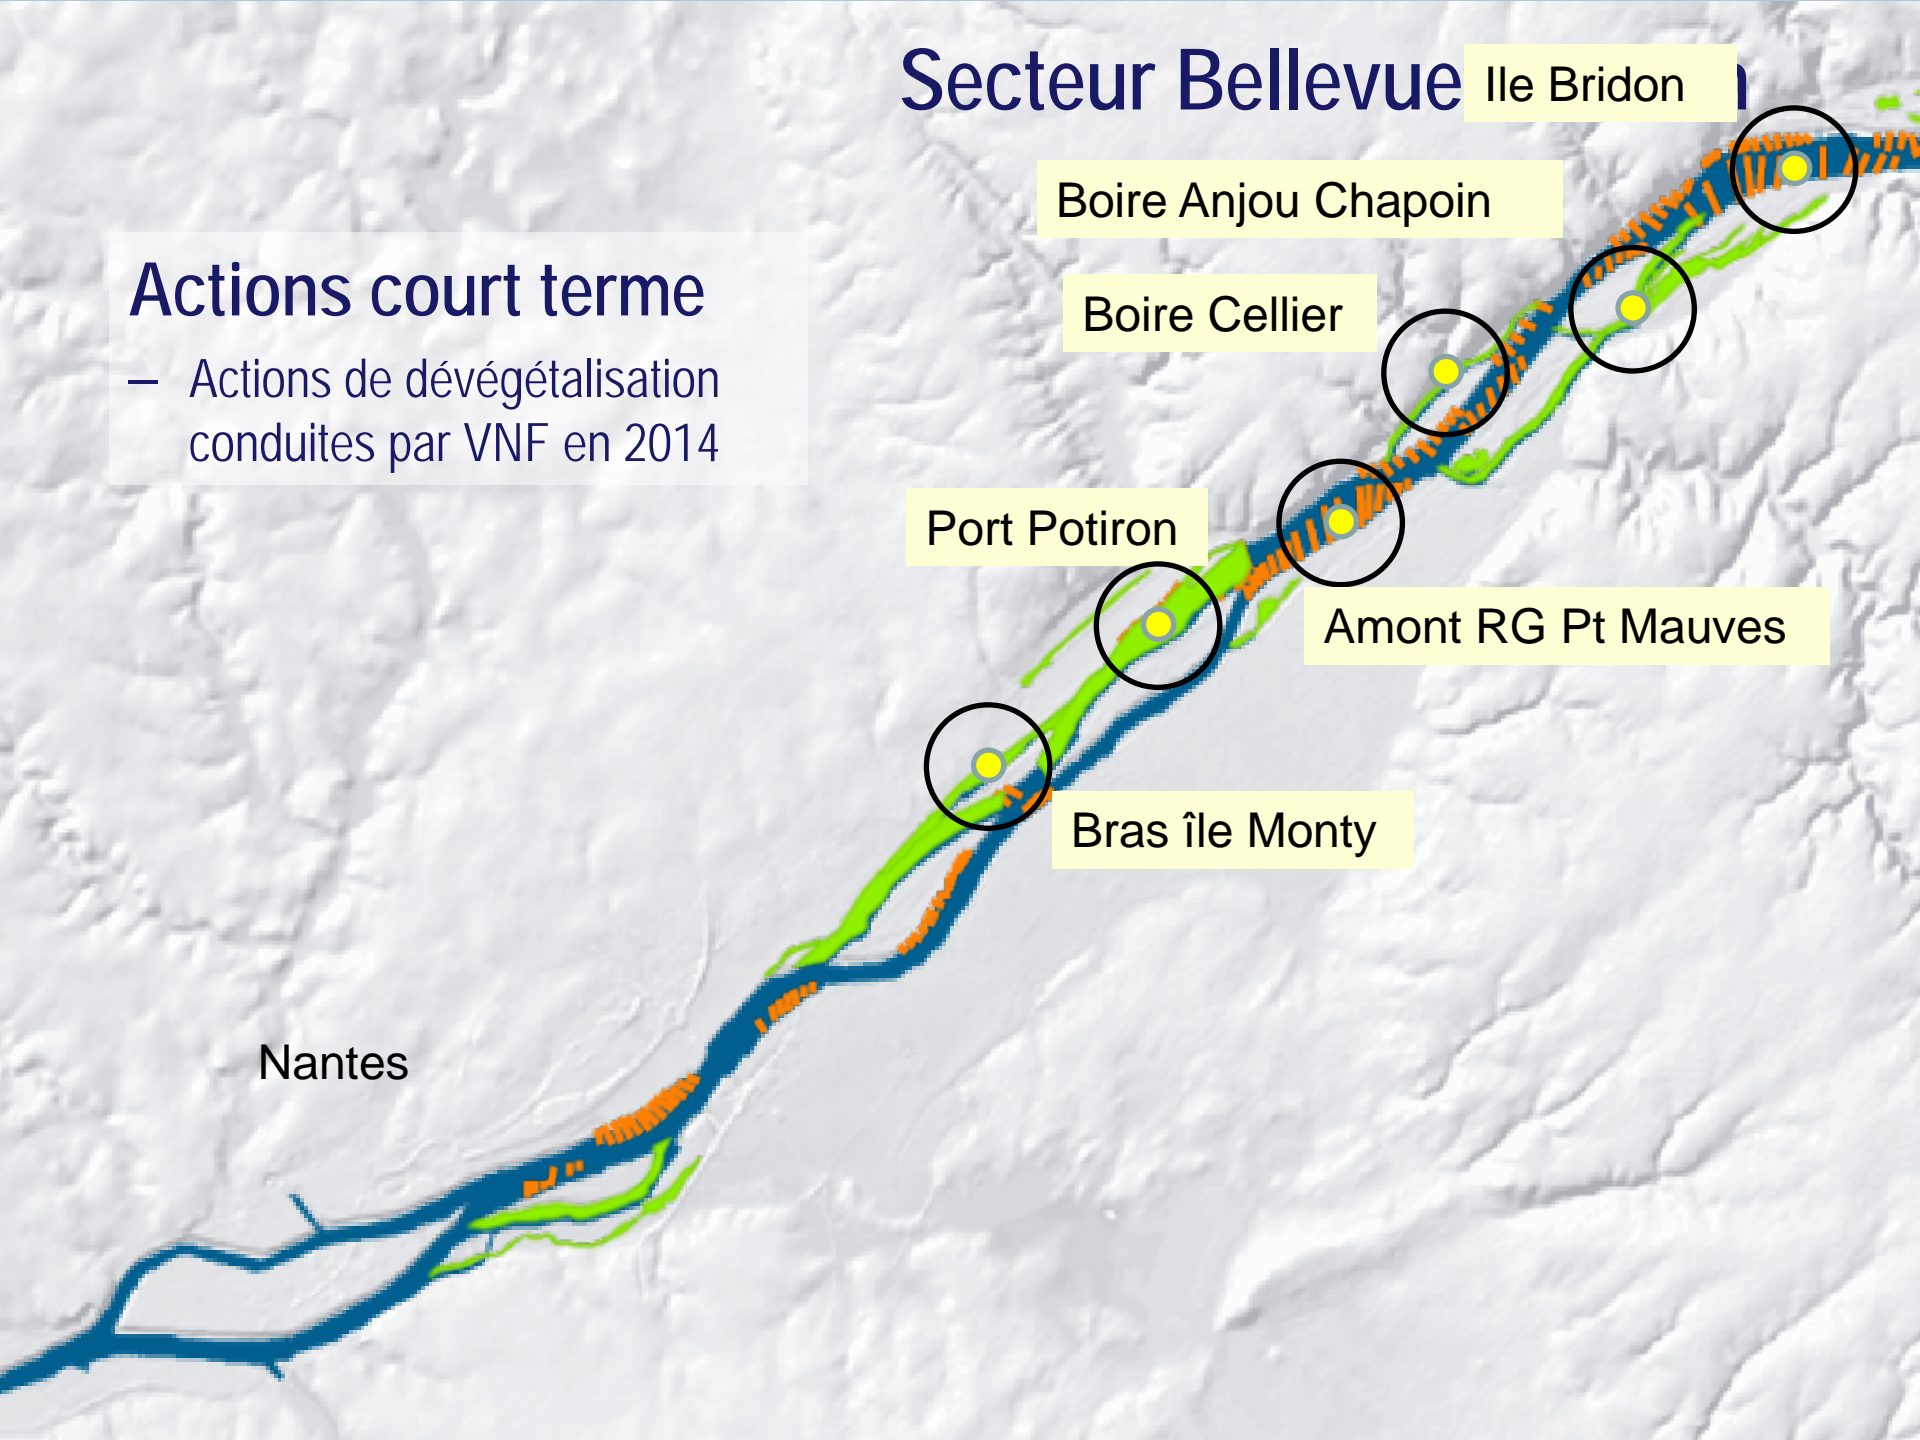 Secteur Bellevue
Ile Bridon
Boire Anjou Chapoin
Actions court terme
Boire Cellier
– Actions de dévégétalisation
conduites par VNF en 2014
Port Potiron
Amont RG Pt Mauves
Bras île Monty
Nantes